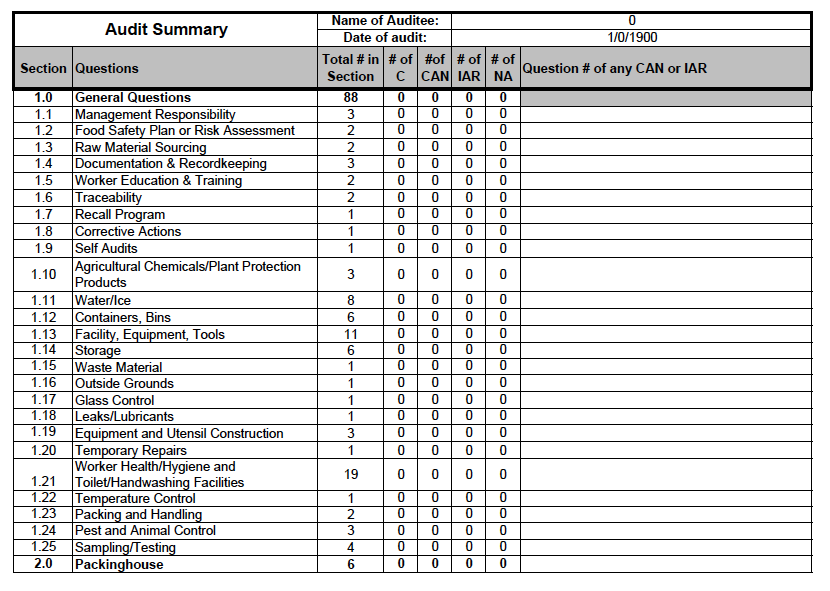 Audit Summary
Name of Auditee: 0
Date of audit: 1/0/1900
Section Questions Total # in Section # of C #of CAN # of IAR # of NA Question # of any CAN or IAR
1.0 General Questions 88 0 0 0 0
1.1 Management Responsibility 3 0 0 0 0
1.2 Food Safety Plan or Risk Assessment 2 0 0 0 0
1.3 Raw Material Sourcing 2 0 0 0 0
1.4 Documentation & Recordkeeping 3 0 0 0 0
1.5 Worker Education & Training 2 0 0 0 0
1.6 Traceability 2 0 0 0 0
1.7 Recall Program 1 0 0 0 0
1.8 Corrective Actions 1 0 0 0 0
1.9 Self Audits 1 0 0 0 0
1.10 Agricultural Chemicals/Plant Protection Products 3 0 0 0 0
1.11 Water/Ice 8 0 0 0 0
1.12 Containers, Bins 6 0 0 0 0
1.13 Facility, Equipment, Tools 11 0 0 0 0
1.14 Storage 6 0 0 0 0
1.15 Waste Material 1 0 0 0 0
1.16 Outside Grounds 1 0 0 0 0
1.17 Glass Control 1 0 0 0 0
1.18 Leaks/Lubricants 1 0 0 0 0
1.19 Equipment and Utensil Construction 3 0 0 0 0
1.20 Temporary Repairs 1 0 0 0 0
1.21 Worker Health/Hygiene and Toilet/Handwashing Facilities 19 0 0 0 0
1.22 Temperature Control 1 0 0 0 0
1.23 Packing and Handling 2 0 0 0 0
1.24 Pest and Animal Control 3 0 0 0 0
1.25 Sampling/Testing 4 0 0 0 0
2.0 Packinghouse 6 0 0 0 0